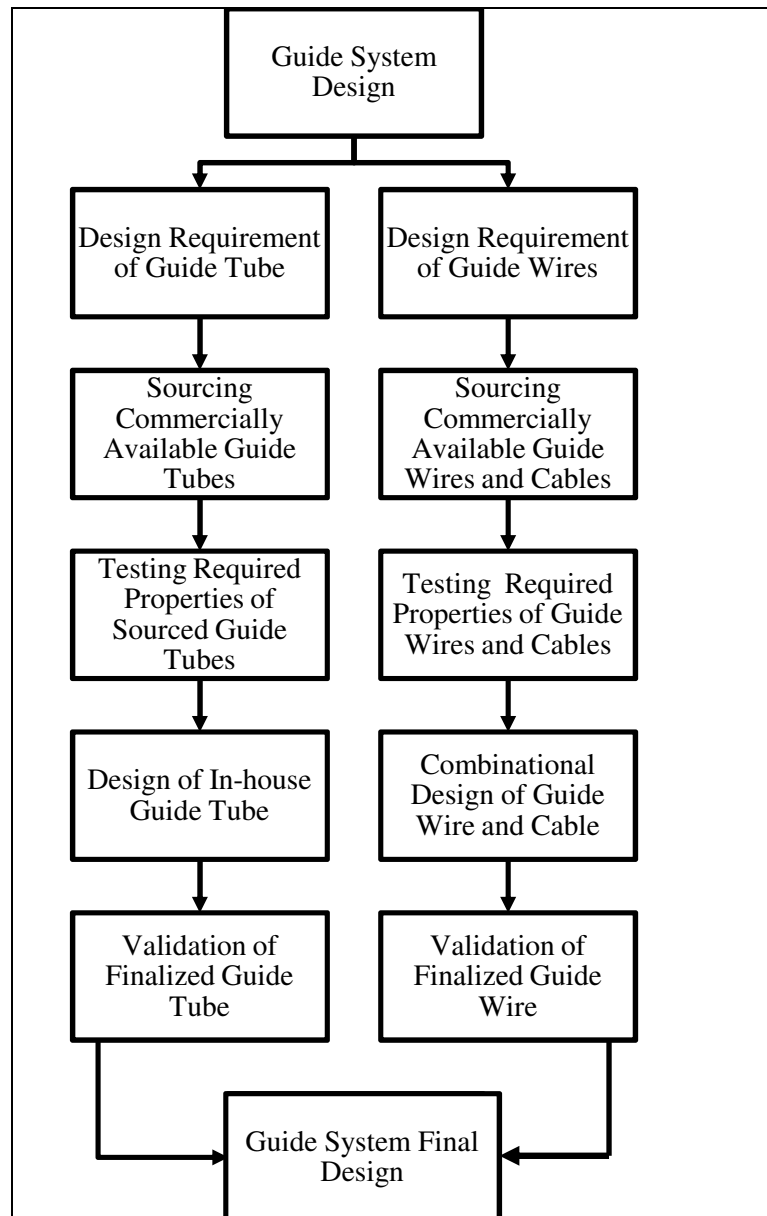 Guide System
Design
Design Requirement
of Guide Tube
Design Requirement
of Guide Wires
Sourcing
Commercially
Available Guide
Tubes
Sourcing
Commercially
Available Guide
Wires and Cables
Testing Required
Properties of
Sourced Guide
Tubes
Testing  Required
Properties of Guide
Wires and Cables
Design of In-house
Guide Tube
Combinational
Design of Guide
Wire and Cable
Validation of
Finalized Guide
Tube
Validation of
Finalized Guide
Wire
Guide System Final
Design